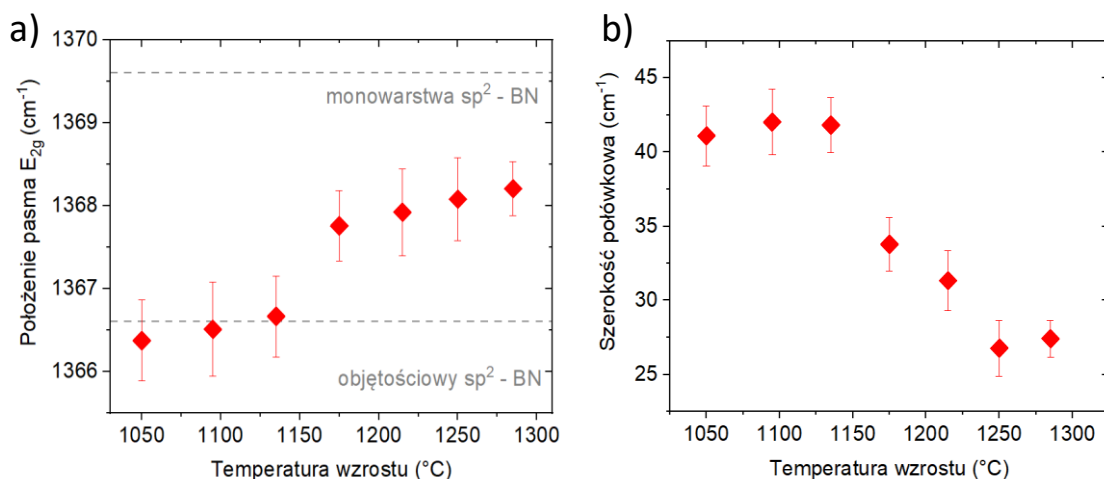 a)
Położenie pasma E2g (cm-1)
1370
1369
1368
1367
1366
monowarstwa sp2 - BN
objętościowy sp2 - BN
1050 1100 1150 1200 1250 1300
Temperatura wzrostu (°C)
b)
Szerokość połówkowa (cm-1)
45
40
35
30
25
1050 1100 1150 1200 1250 1300
Temperatura wzrostu (°C)